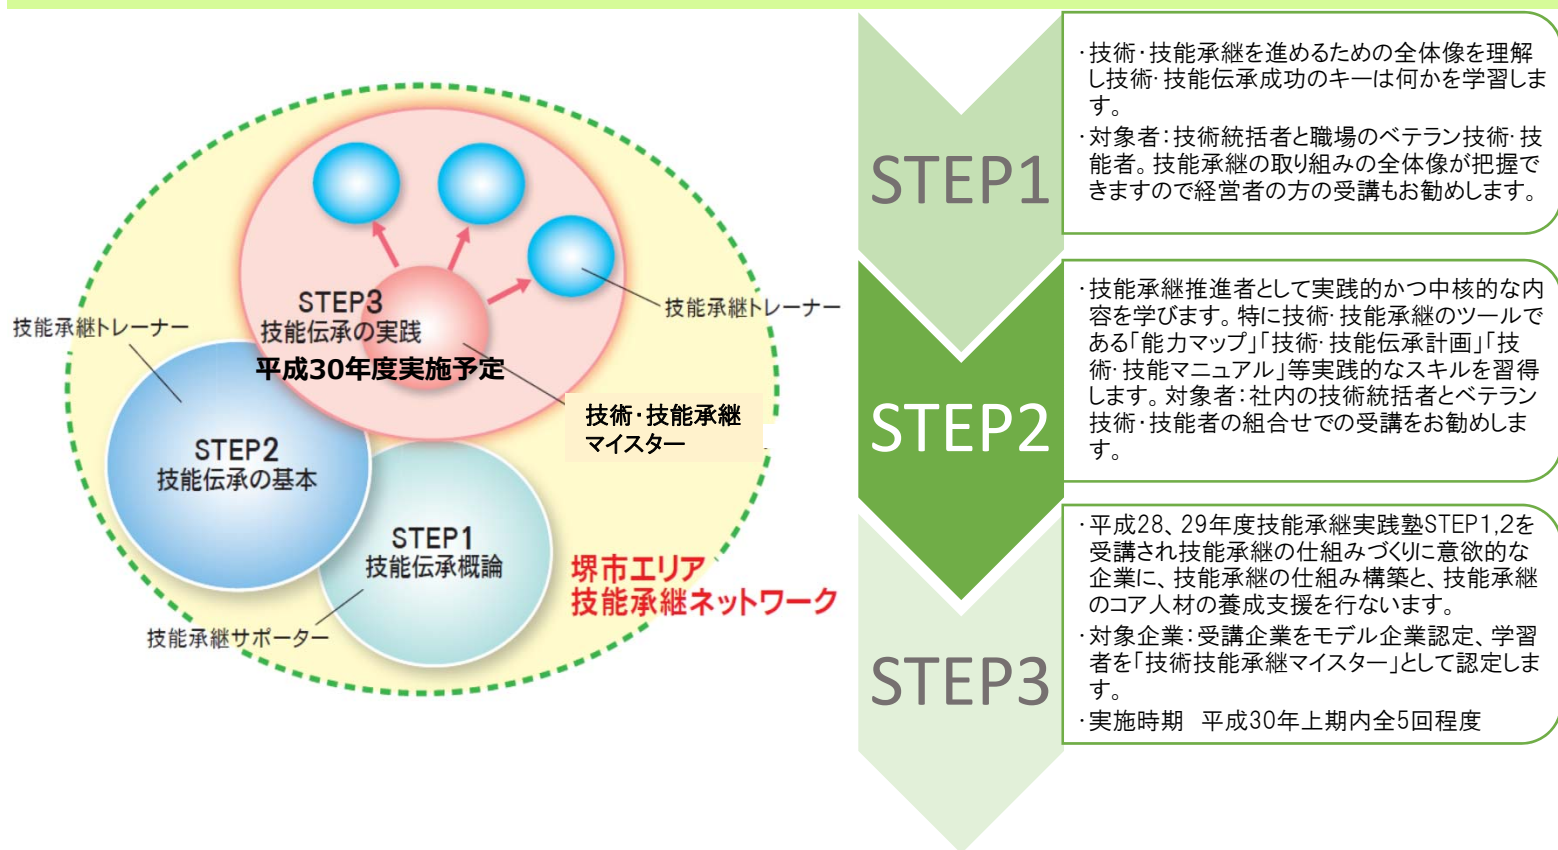 STEP3
技能伝承の実践
平成30年度実施予定
技能承継トレーナー
技能承継トレーナー
技術・技能承継
マイスター
STEP2
技能伝承の基本
STEP1
技能伝承概論
堺市エリア
技能承継ネットワーク
技能承継サポーター
STEP1
・技術・技能承継を進めるための全体像を理解
し技術・技能伝承成功のキーは何かを学習しま
す。
・対象者：技術統括者と職場のベテラン技術・技
能者。技能承継の取り組みの全体像が把握で
きますので経営者の方の受講もお勧めします。
STEP2
・技能承継推進者として実践的かつ中核的な内
容を学びます。特に技術・技能承継のツールで
ある「能力マップ」「技術・技能伝承計画」「技
術・技能マニュアル」等実践的なスキルを習得
します。対象者：社内の技術統括者とベテラン
技術・技能者の組合せでの受講をお勧めしま
す。
STEP3
・平成28、29年度技能承継実践塾STEP1,2を
受講され技能承継の仕組みづくりに意欲的な
企業に、技能承継の仕組み構築と、技能承継
のコア人材の養成支援を行ないます。
・対象企業：受講企業をモデル企業認定、学習
者を「技術技能承継マイスター」として認定しま
す。
・実施時期　平成30年上期内全5回程度